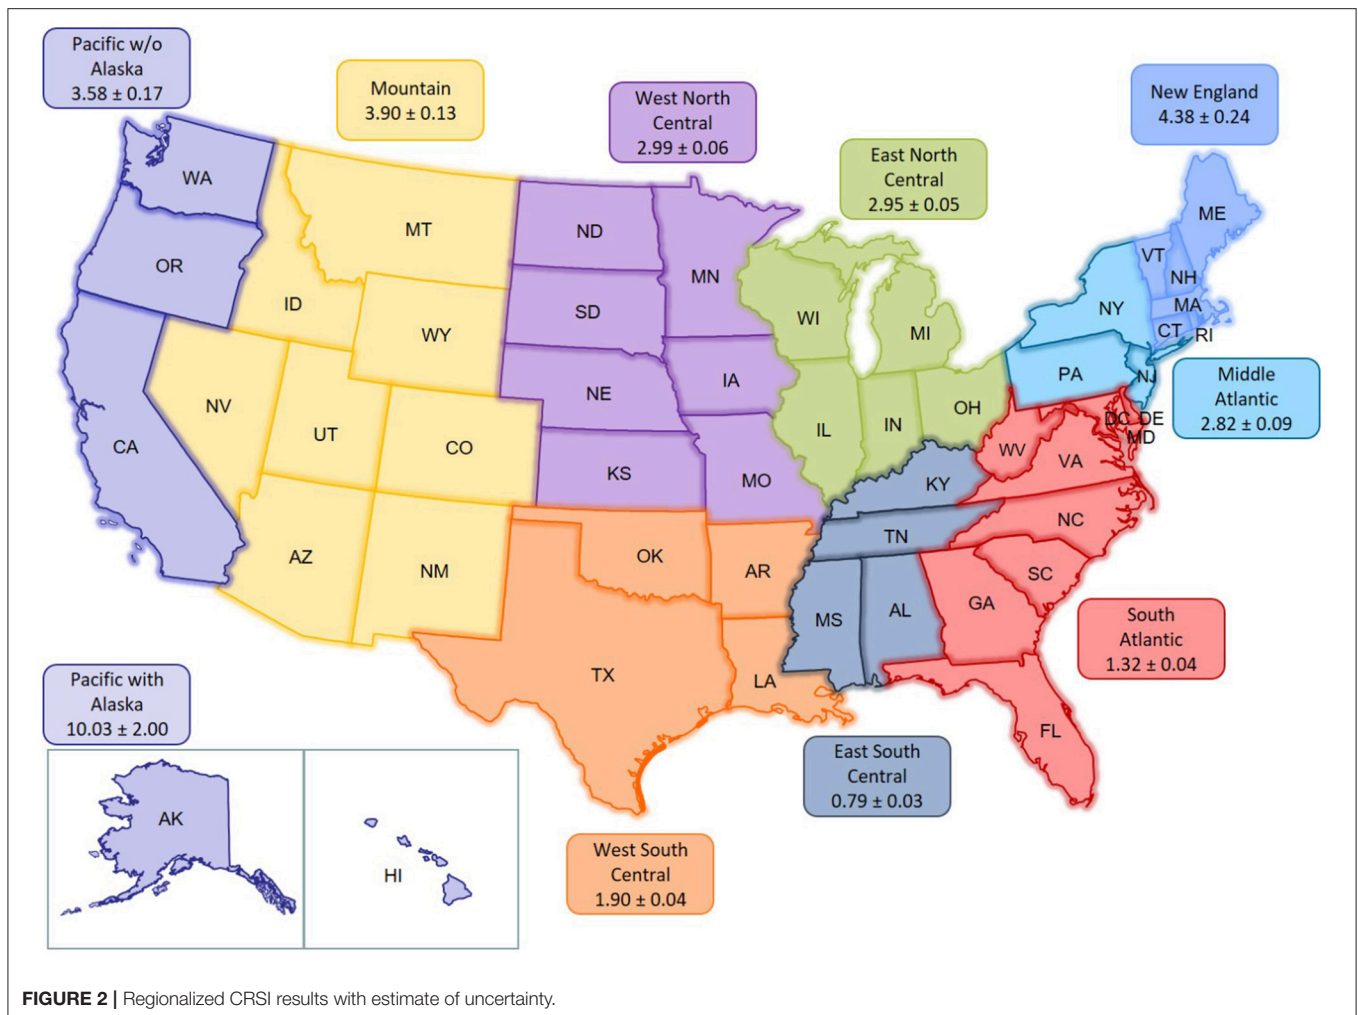 Pacific w/o
Alaska
3.58 ± 0.17
Mountain
3.90 ± 0.13
West North
Central
2.99 ± 0.06
East North
Central
2.95 ± 0.05
New England
4.38 ± 0.24
WA
OR
CA
MT
ID
WY
NV
UT
CO
AZ
NM
ND
SD
NE
KS
MN
IA
MO
WI
MI
IL
IN
OH
ME
VT
NH
MA
CT
RI
NY
PA
NJ
Middle
Atlantic
2.82 ± 0.09
DC DE
MD
WV
VA
NC
SC
GA
FL
KY
TN
MS
AL
OK
AR
TX
LA
South
Atlantic
1.32 ± 0.04
Pacific with
Alaska
10.03 ± 2.00
AK
HI
East South
Central
0.79 ± 0.03
West South
Central
1.90 ± 0.04
FIGURE 2 | Regionalized CRSI results with estimate of uncertainty.